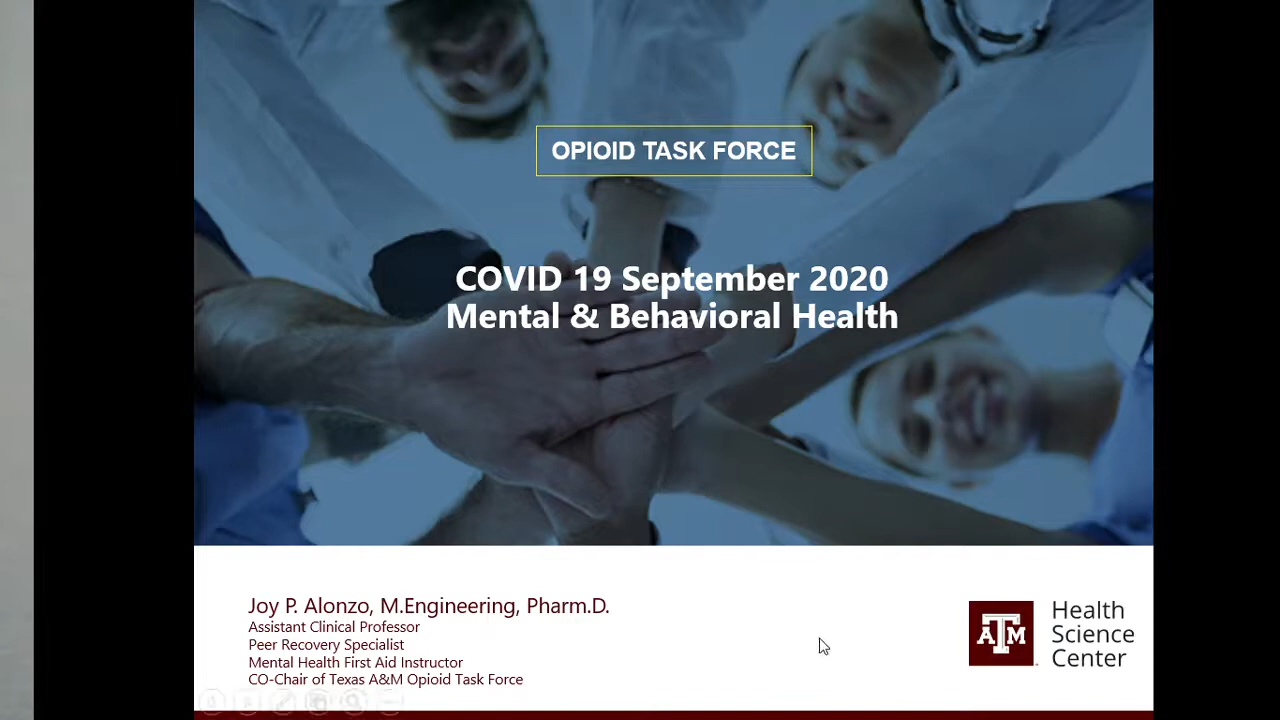 OPIOID TASK FORCE
COVID 19 September 2020
Mental & Behavioral Health
Joy P. Alonzo, M.Engineering, Pharm.D.
Assistant Clinical Professor
Peer Recovery Specialist
Mental Health First Aid Instructor
CO-Chair of Texas A&M Opioid Task Force
ATM
Health
Science
Center